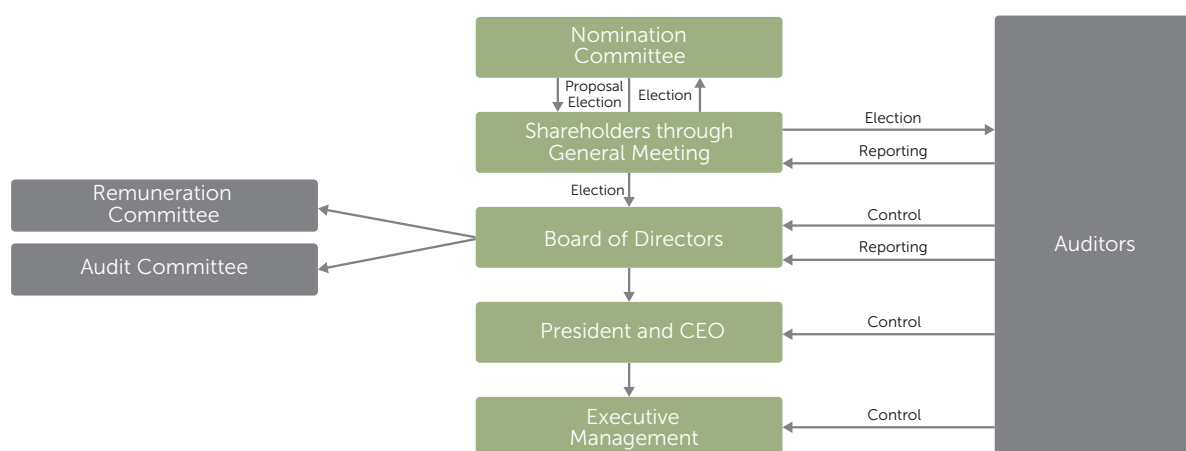 Nomination
Committee
Proposal
Election
Election
Shareholders through
General Meeting
Election
Reporting
Election
Remuneration
Committee
Audit Committee
Board of Directors
Control
Reporting
Auditors
President and CEO
Control
Executive
Management
Control